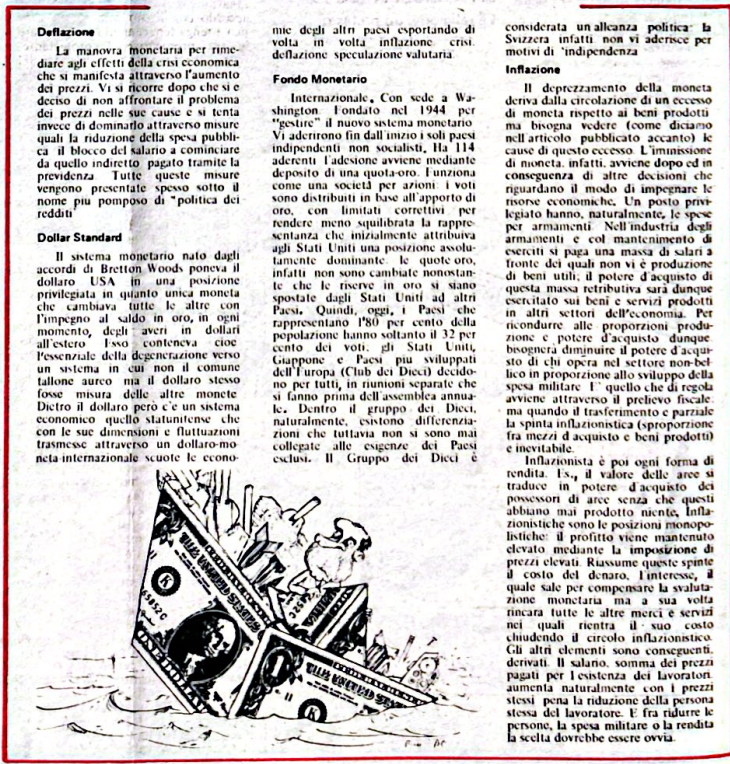 Deflazione
La manovra monetaria per rime-
diare agli effetti della crisi economica
che si manifesta attraverso l'aumento
dei prezzi. Vi si ricorre dopo che si e
deciso di non affrontare il problema
dei prezzi nelle sue cause e si tenta
invece di dominarlo attraverso misure
quali la riduzione della spesa pubbli-
ca il blocco del salario a cominciare
da quello indiretto pagato tramite la
previdenza Tutte queste misure
vengono presentate spesso sotto il
nome più pomposo di "politica dei
redditi"
Dollar Standard
Il sistema monetario nato dagli
accordi di Bretton Woods poneva il
dollaro USA in una posizione
privilegiata in quanto unica moneta
che cambiava tutte le altre con
l'impegno al saldo in oro, in ogni
momento, degli averi in dollari
all'estero Esso conteneva cioe
l'essenziale della degenerazione verso
un sistema in cui non il comune
tallone aureo ma il dollaro stesso
fosse misura delle altre monete
Dietro il dollaro però c'e un sistema
economico quello statunitense che
con le sue dimensioni e fluttuazioni
trasmesse attraverso un dollaro-mo-
neta-internazionale scuote le econo-
mie degli altri paesi esportando di
volta in volta inflazione crisi
deflazione speculazione valutaria
Fondo Monetario
Internazionale. Con sede a Wa-
shington Fondato nel 1944 per
"gestire" il nuovo sistema monetario
Vi aderirono fin dall'inizio i soli paesi
indipendenti non socialisti. Ha 114
aderenti l'adesione avviene mediante
deposito di una quota-oro. Funziona
come una società per azioni: i voti
sono distribuiti in base all'apporto di
oro, con limitati correttivi per
rendere meno squilibrata la rappre-
sentanza che inizialmente attribuiva
agli Stati Uniti una posizione assolu-
tamente dominante. le quote oro,
infatti non sono cambiate nonostan-
te che le riserve in oro si siano
spostate dagli Stati Uniti ad altri
Paesi. Quindi, oggi, i Paesi che
rappresentano l'80 per cento della
popolazione hanno soltanto il 32 per
cento dei voti. gli Stati Uniti,
Giappone e Paesi piu sviluppati
dell'Europa (Club dei Dieci) decido-
no per tutti, in riunioni separate che
si fanno prima dell'assemblea annua-
le. Dentro il gruppo dei Dieci,
naturalmente, esistono differenzia-
zioni che tuttavia non si sono mai
collegate alle esigenze dei Paesi
esclusi. Il Gruppo dei Dieci è
considerata un'alleanza politica: la
Svizzera infatti non vi aderisce per
motivi di "indipendenza
Inflazione
Il deprezzamento della moneta
deriva dalla circolazione di un eccesso
di moneta rispetto ai beni prodotti
ma bisogna vedere (come diciamo
nell'articolo pubblicato accanto) le
cause di questo eccesso L'immissione
di moneta. infatti. avviene dopo ed in
conseguenza di altre decisioni che
riguardano il modo di impegnare le
risorse economiche. Un posto privi-
legiato hanno, naturalmente, le spese
per armamenti Nell'industria degli
armamenti e col mantenimento di
eserciti si paga una massa di salari a
fronte dei quali non vi è produzione
di beni utili; il potere d'acquisto di
questa massa retributiva sarà dunque
esercitato sui beni e servizi prodotti
in altri settori dell'economia. Per
ricondurre alle proporzioni produ-
zione e potere d'acquisto dunque
bisognerà diminuire il potere d'acqui-
sto di chi opera nel settore non-bel-
lico in proporzione allo sviluppo della
spesa militare E' quello che di regola
avviene attraverso il prelievo fiscale
ma quando il trasferimento e parziale
la spinta inflazionistica (sproporzione
fra mezzi d'acquisto e beni prodotti)
e inevitabile.
Inflazionista è poi ogni forma di
rendita. Es., il valore delle aree si
traduce in potere d'acquisto dei
possessori di aree senza che questi
abbiano mai prodotto niente, Infla-
zionistiche sono le posizioni monopo-
listiche: il profitto viene mantenuto
elevato mediante la imposizione di
prezzi elevati. Riassume queste spinte
il costo del denaro. l'interesse, il
quale sale per compensare la svaluta-
zione monetaria ma a sua volta
rincara tutte le altre merci e servizi
nei quali rientra il suo costo
chiudendo il circolo inflazionistico.
Gli altri elementi sono conseguenti.
derivati. Il salario. somma dei prezzi
pagati per l'esistenza dei lavoratori.
aumenta naturalmente con i prezzi
stessi pena la riduzione della persona
stessa del lavoratore. E fra ridurre le
persone, la spesa militare o la rendita
la scelta dovrebbe essere ovvia.
THE UNITED STATES
K
65852C
ONE DOLLAR
1
THE UNITED STA
K